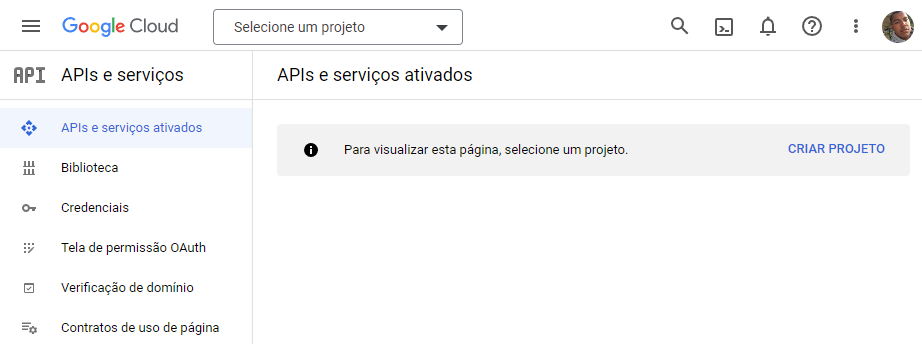 Google Cloud
Selecione um projeto
API
APIs e serviços
APIs e serviços ativados
APIs e serviços ativados
Biblioteca
Credenciais
Tela de permissão OAuth
Verificação de domínio
Contratos de uso de página
Para visualizar esta página, selecione um projeto.
CRIAR PROJETO